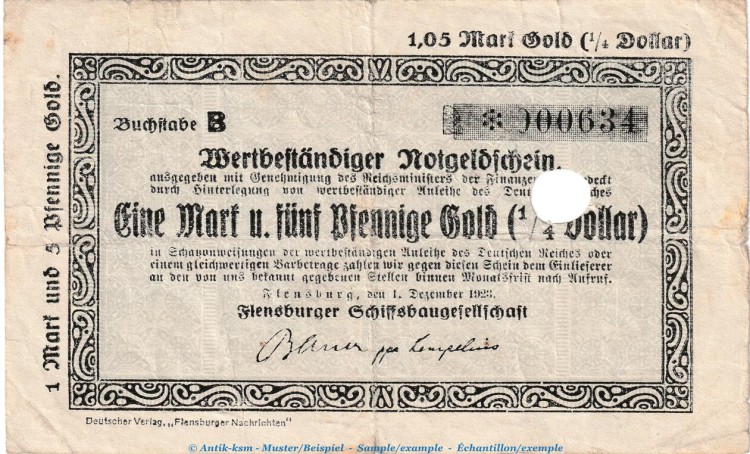 1,05 Mark Gold (1/4 Dollar)
1 Mark und 5 Pfennige Gold.
Buchstabe B
* 000634
Wertbeständiger Notgeldschein.
ausgegeben mit Genehmigung des Reichsministers der Finanzen deckt
durch Hinterlegung von wertbeständiger Anleihe des Deut ches
Eine Mark u. fünf Pfennige Gold (1/4 Dollar)
in Schatzanweisungen der wertbeständigen Anleihe des Deutschen Reiches oder
einem gleichwertigen Barbetrage zahlen wir gegen diesen Schein dem Einlieferer
an den von uns bekannt gegebenen Stellen binnen Monatsfrist nach Aufruf.
Flensburg, den 1. Dezember 1923.
Flensburger Schiffsbaugesellschaft
Deutscher Verlag, „Flensburger Nachrichten"
© Antik-ksm - Muster/Beispiel - Sample/example - Échantillon/exemple